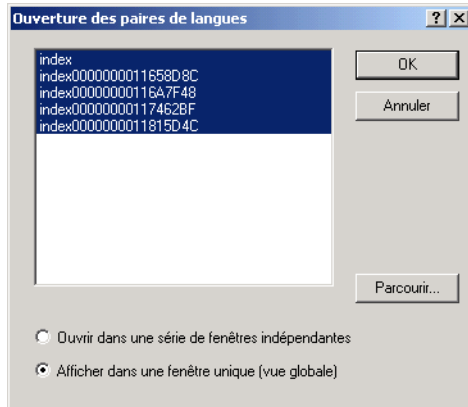 Ouverture des paires de langues
index
index0000000011658D8C
index00000000116A7F48
index00000000117462BF
index0000000011815D4C
OK
Annuler
Parcourir...
Ouvrir dans une série de fenêtres indépendantes
Afficher dans une fenêtre unique (vue globale)